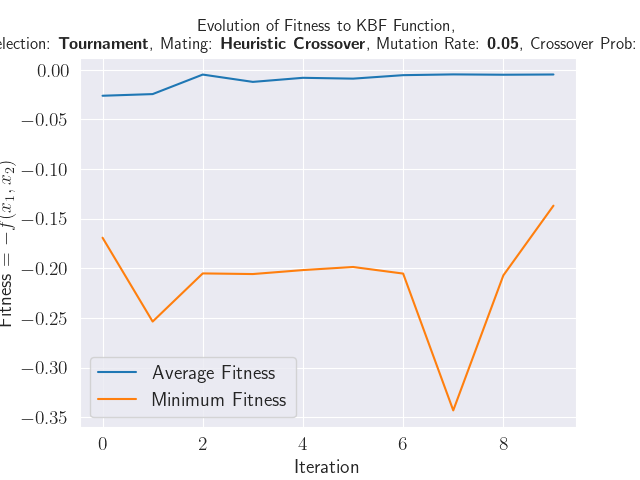 Evolution of Fitness to KBF Function,
election: Tournament, Mating: Heuristic Crossover, Mutation Rate: 0.05, Crossover Prob:
Fitness = −f(x₁, x₂)
0.00
−0.05
−0.10
−0.15
−0.20
−0.25
−0.30
−0.35
Average Fitness
Minimum Fitness
0 2 4 6 8
Iteration